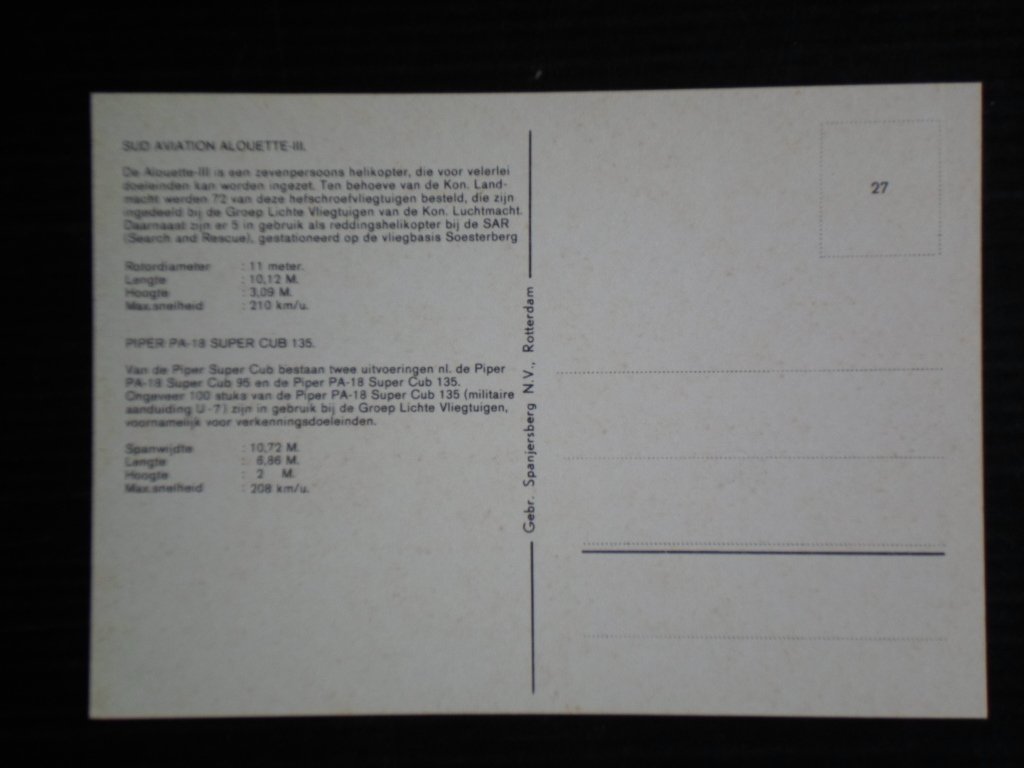 SUD AVIATION ALOUETTE-III.
De Alouette-III is een zevenpersoons helikopter, die voor velerlei
doeleinden kan worden ingezet. Ten behoeve van de Kon. Land-
macht werden 72 van deze hefschroefvliegtuigen besteld, die zijn
ingedeeld bij de Groep Lichte Vliegtuigen van de Kon. Luchtmacht.
Daarnaast zijn er 5 in gebruik als reddingshelikopter bij de SAR
(Search and Rescue), gestationeerd op de vliegbasis Soesterberg
Rotordiameter : 11 meter.
Lengte : 10,12 M.
Hoogte : 3,09 M.
Max.snelheid : 210 km/u.
PIPER PA-18 SUPER CUB 135.
Van de Piper Super Cub bestaan twee uitvoeringen nl. de Piper
PA-18 Super Cub 95 en de Piper PA-18 Super Cub 135.
Ongeveer 100 stuks van de Piper PA-18 Super Cub 135 (militaire
aanduiding U-7) zijn in gebruik bij de Groep Lichte Vliegtuigen,
voornamelijk voor verkenningsdoeleinden.
Spanwijdte : 10,72 M.
Lengte : 6,86 M.
Hoogte : 2 M.
Max.snelheid : 208 km/u.
Gebr. Spanjersberg N.V., Rotterdam
27